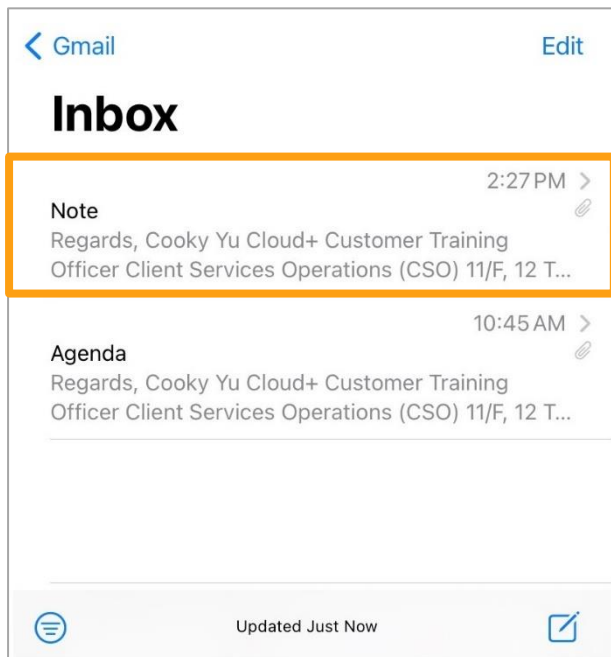 Gmail Edit
Inbox
2:27 PM
Note
Regards, Cooky Yu Cloud+ Customer Training
Officer Client Services Operations (CSO) 11/F, 12 T...
10:45 AM
Agenda
Regards, Cooky Yu Cloud+ Customer Training
Officer Client Services Operations (CSO) 11/F, 12 T...
Updated Just Now